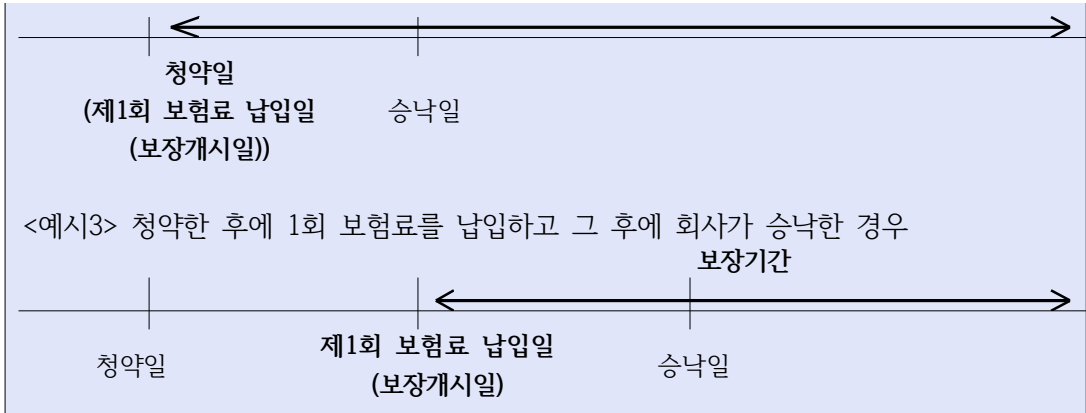 청약일
(제1회 보험료 납입일
(보장개시일))
승낙일
<예시3> 청약한 후에 1회 보험료를 납입하고 그 후에 회사가 승낙한 경우
보장기간
청약일
제1회 보험료 납입일
(보장개시일)
승낙일